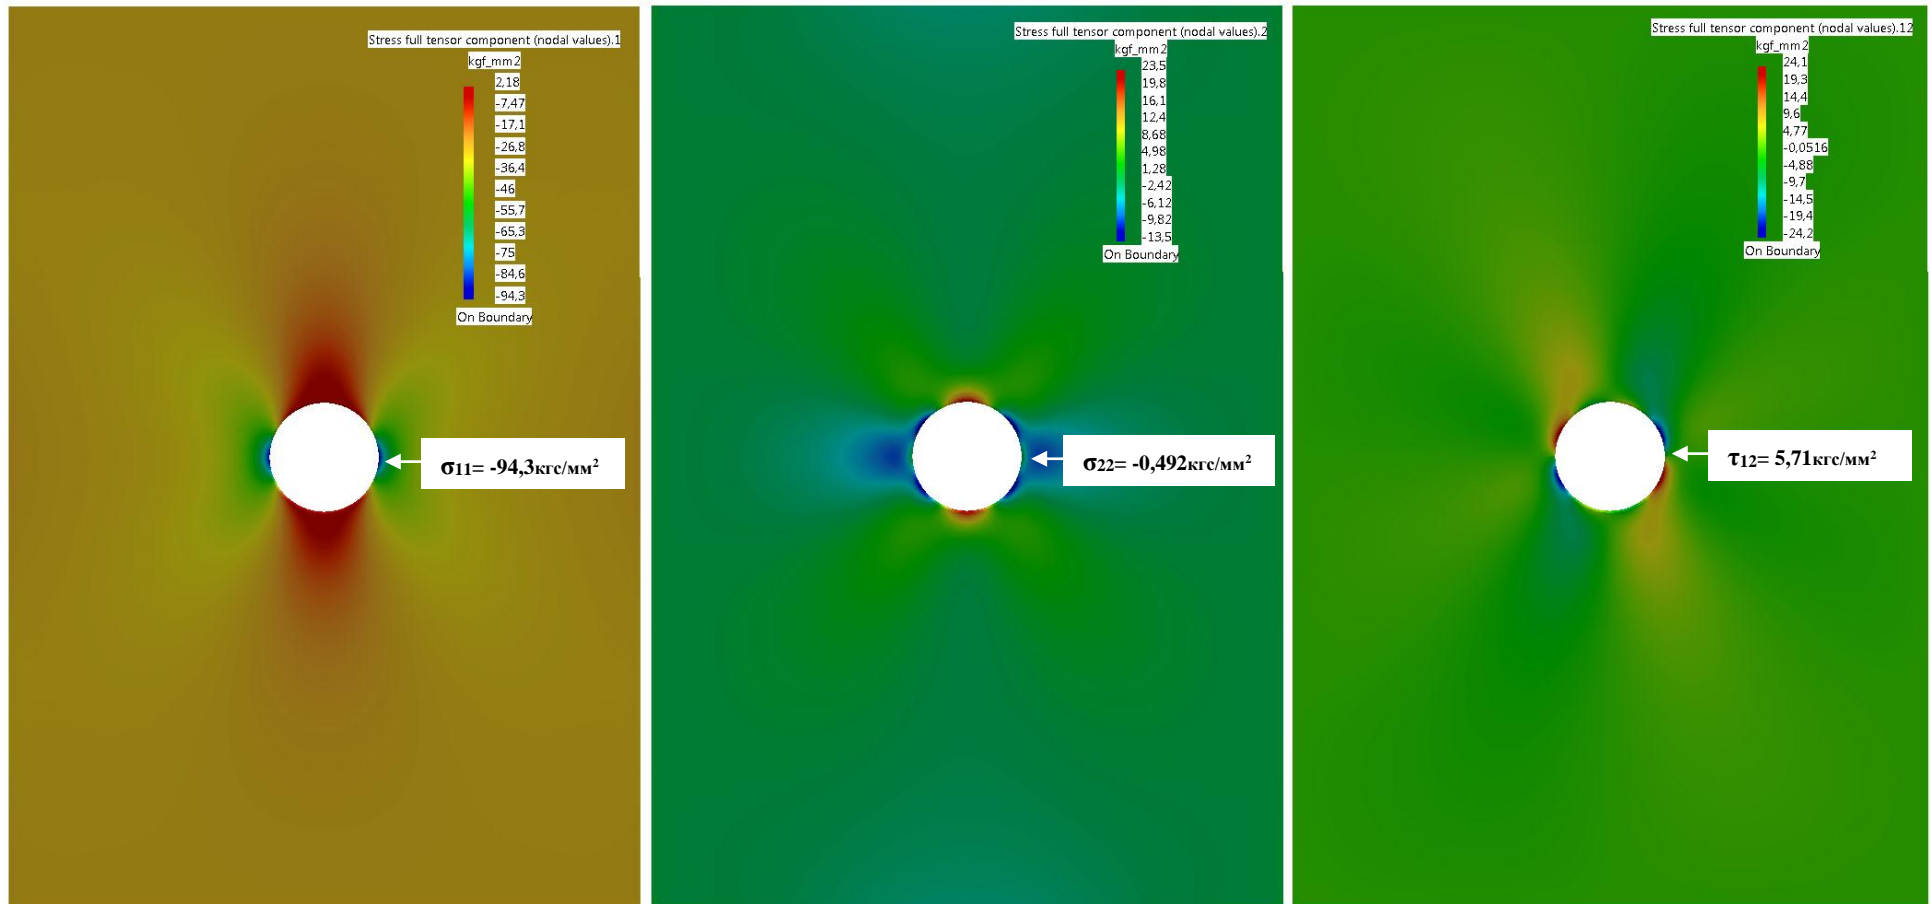 Stress full tensor component (nodal values).1
kgf_mm2
2,18
-7,47
-17,1
-26,8
-36,4
-46
-55,7
-65,3
-75
-84,6
-94,3
On Boundary
σ11= -94,3кгс/мм²
Stress full tensor component (nodal values).2
kgf_mm2
23,5
19,8
16,1
12,4
8,68
4,98
1,28
-2,42
-6,12
-9,82
-13,5
On Boundary
σ22= -0,492кгс/мм²
Stress full tensor component (nodal values).12
kgf_mm2
24,1
19,3
14,4
9,6
4,77
-0,0516
-4,88
-9,7
-14,5
-19,4
-24,2
On Boundary
τ12= 5,71кгс/мм²